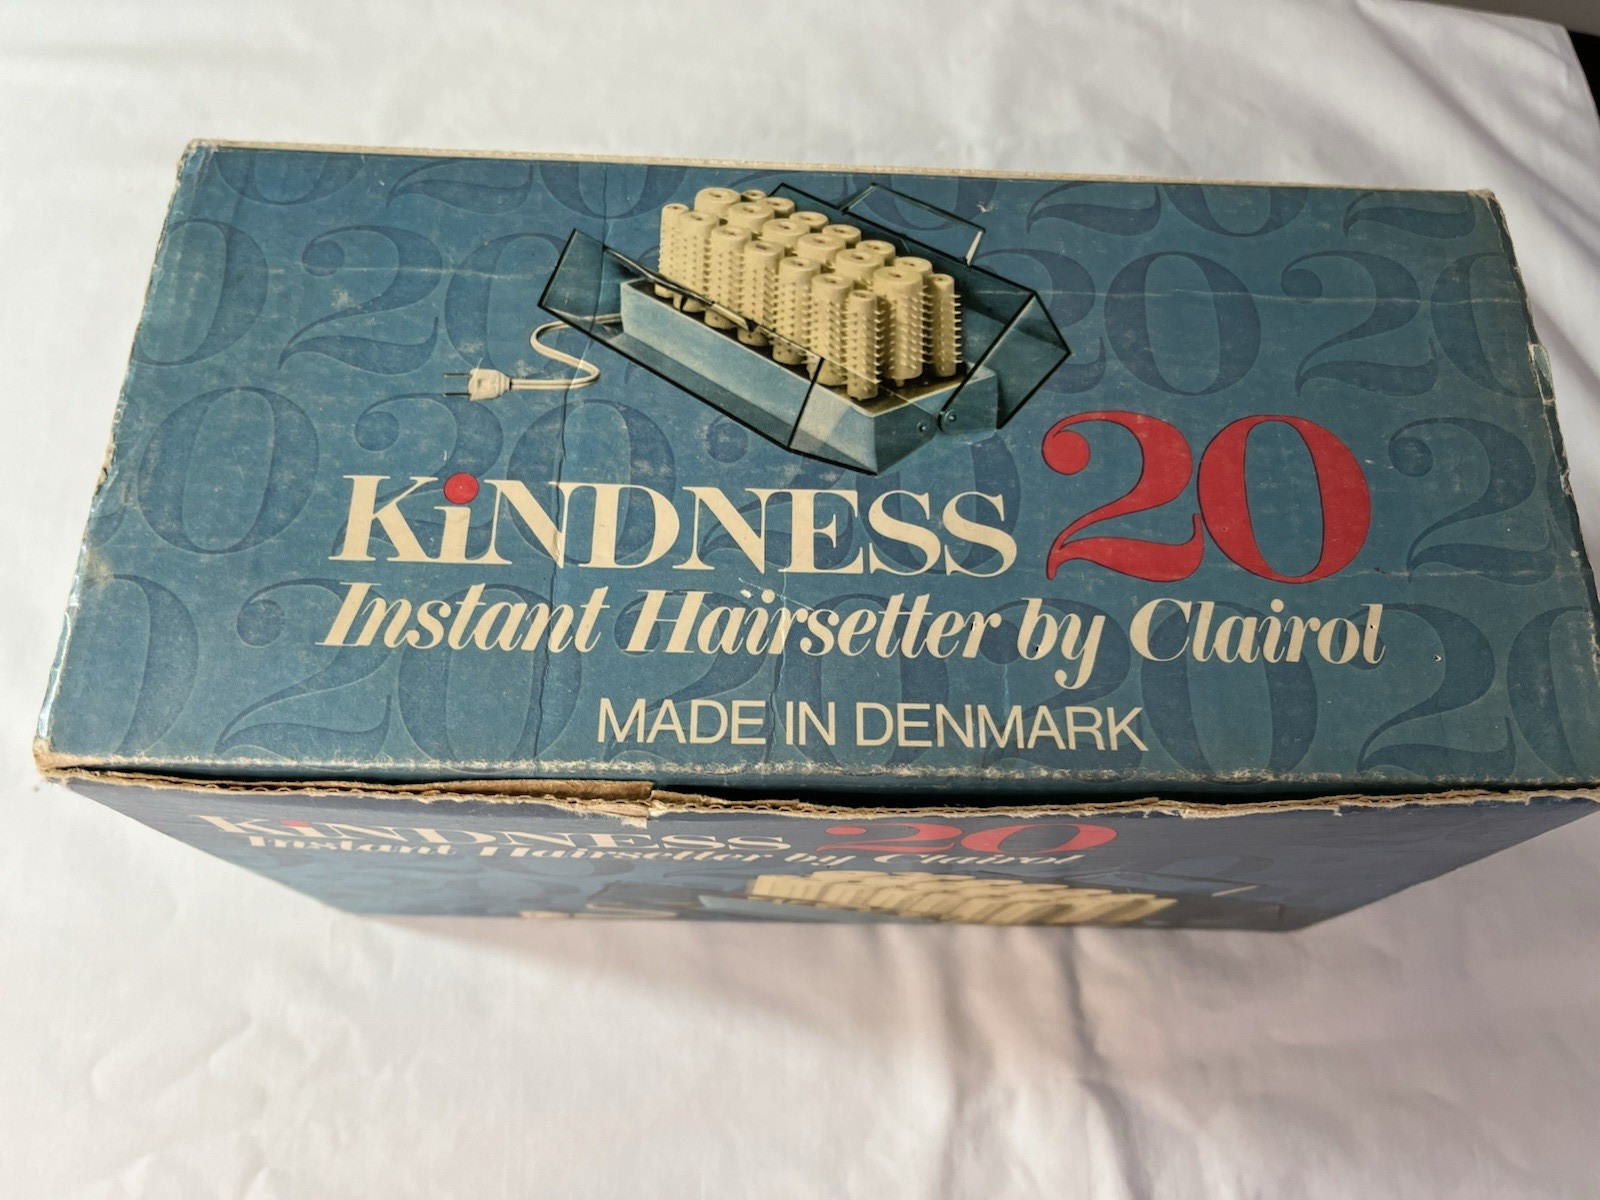 KiNDNESS 20
Instant Hairsetter by Clairol
MADE IN DENMARK
KiNDNESS 20
Instant Hairsetter by Clairol